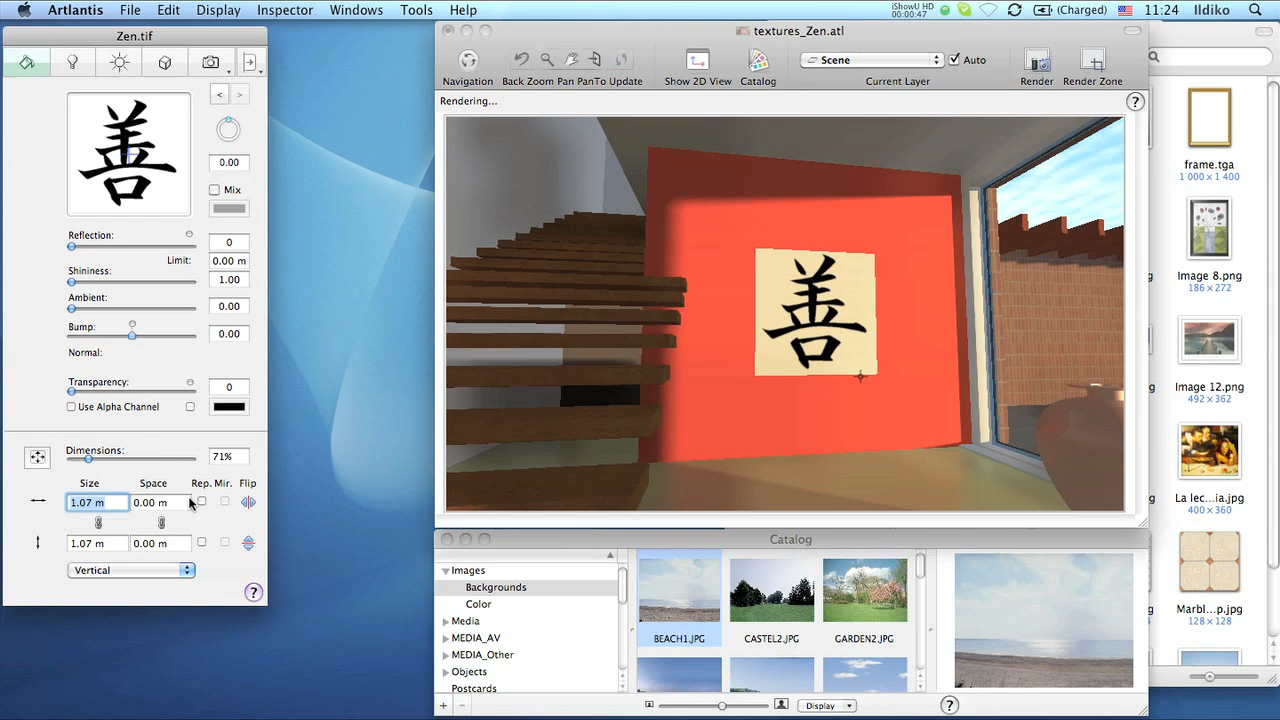 Artlantis File Edit Display Inspector Windows Tools Help
iShowU HD
00:00:47
(Charged) 11:24 Ildiko
Zen.tif
善
< >
0.00
Mix
Reflection: 0
Limit: 0.00 m
Shininess: 1.00
Ambient: 0.00
Bump: 0.00
Normal:
Transparency: 0
Use Alpha Channel
Dimensions: 71%
Size Space Rep. Mir. Flip
1.07 m 0.00 m
1.07 m 0.00 m
Vertical
?
textures_Zen.atl
Scene Auto
Navigation Back Zoom Pan PanTo Update Show 2D View Catalog Current Layer Render Render Zone
Rendering... ?
善
Catalog
Images
Backgrounds
Color
Media
MEDIA_AV
MEDIA_Other
Objects
Postcards
BEACH1.JPG CASTEL2.JPG GARDEN2.JPG
+ − Display ?
frame.tga
1 000 × 1 400
Image 8.png
186 × 272
Image 12.png
492 × 362
La lec...ia.jpg
400 × 360
Marbl...p.jpg
128 × 128